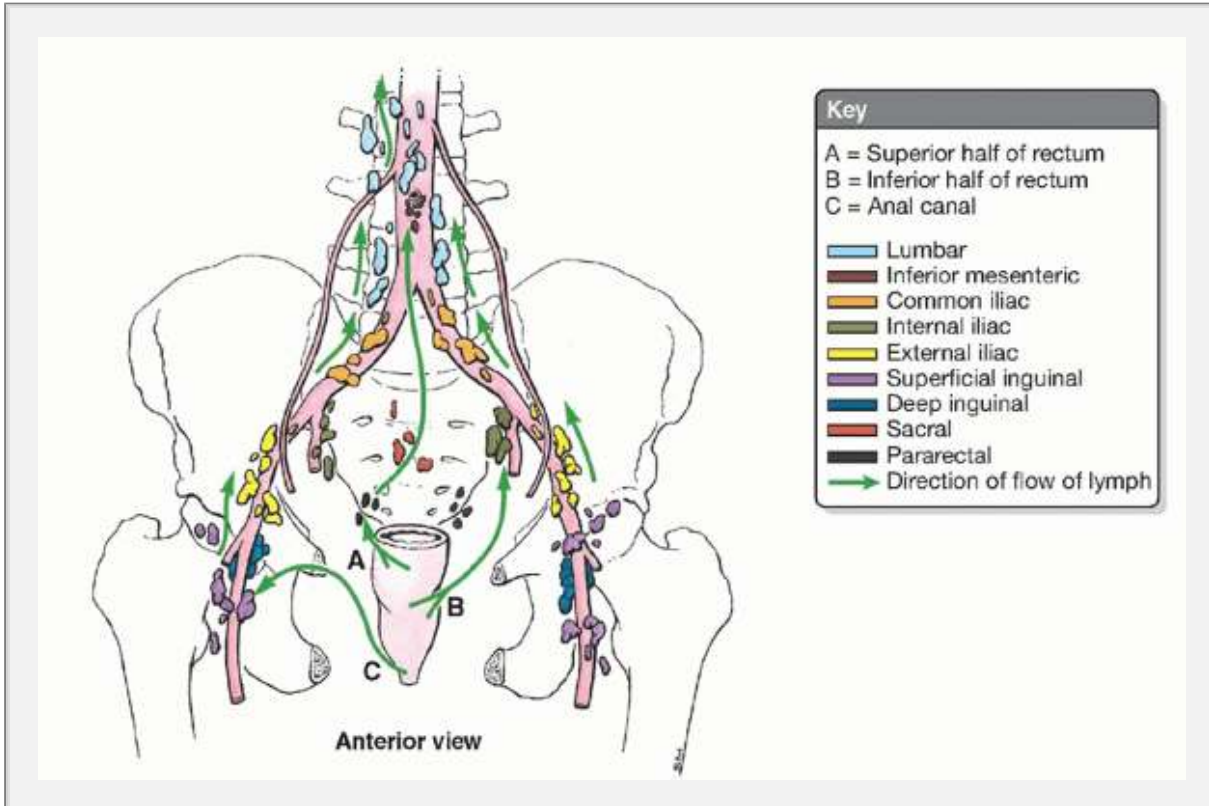 Key
A = Superior half of rectum
B = Inferior half of rectum
C = Anal canal
Lumbar
Inferior mesenteric
Common iliac
Internal iliac
External iliac
Superficial inguinal
Deep inguinal
Sacral
Pararectal
Direction of flow of lymph
A
B
C
Anterior view